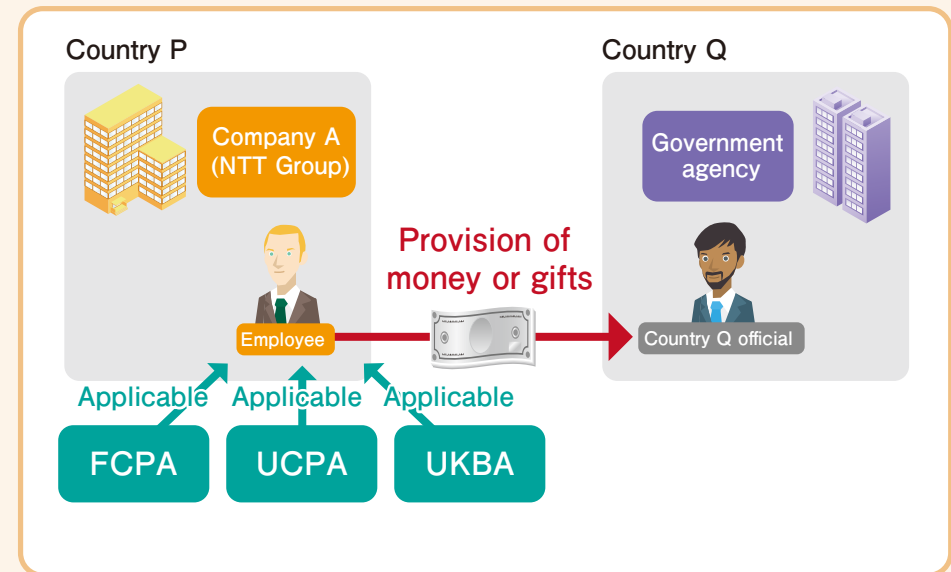 Country P
Country Q
Company A
(NTT Group)
Government
agency
Provision of
money or gifts
Employee
Country Q official
Applicable
Applicable
Applicable
FCPA
UCPA
UKBA